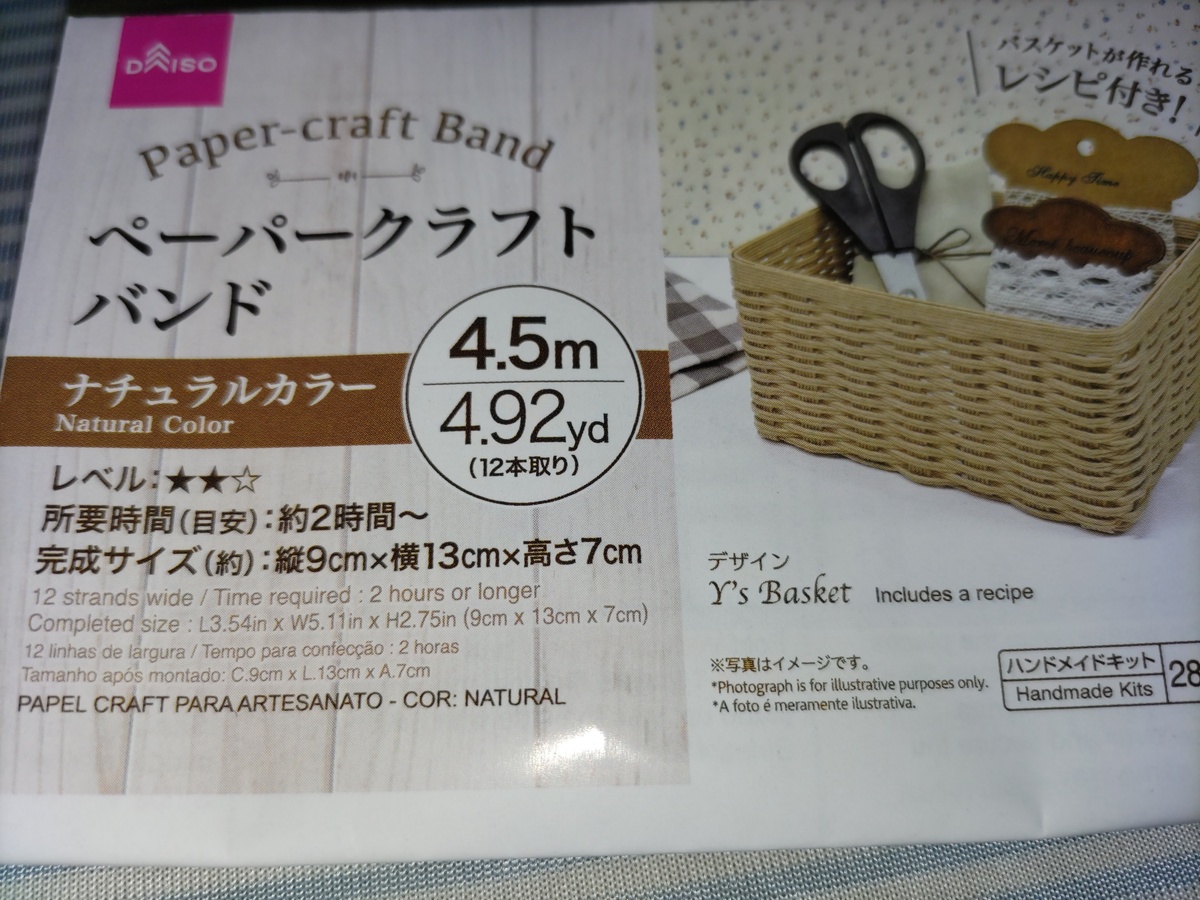 DAISO
Paper-craft Band
ペーパークラフト
バンド
ナチュラルカラー
Natural Color
4.5m
4.92yd
(12本取り)
レベル:★★☆
所要時間(目安):約2時間〜
完成サイズ(約):縦9cm×横13cm×高さ7cm
12 strands wide / Time required : 2 hours or longer
Completed size : L3.54in x W5.11in x H2.75in (9cm x 13cm x 7cm)
12 linhas de largura / Tempo para confecção : 2 horas
Tamanho após montado: C.9cm x L.13cm x A.7cm
PAPEL CRAFT PARA ARTESANATO - COR: NATURAL
バスケットが作れる
レシピ付き!
Happy Time
デザイン
Y's Basket Includes a recipe
※写真はイメージです。
*Photograph is for illustrative purposes only.
*A foto é meramente ilustrativa.
ハンドメイドキット
Handmade Kits
28